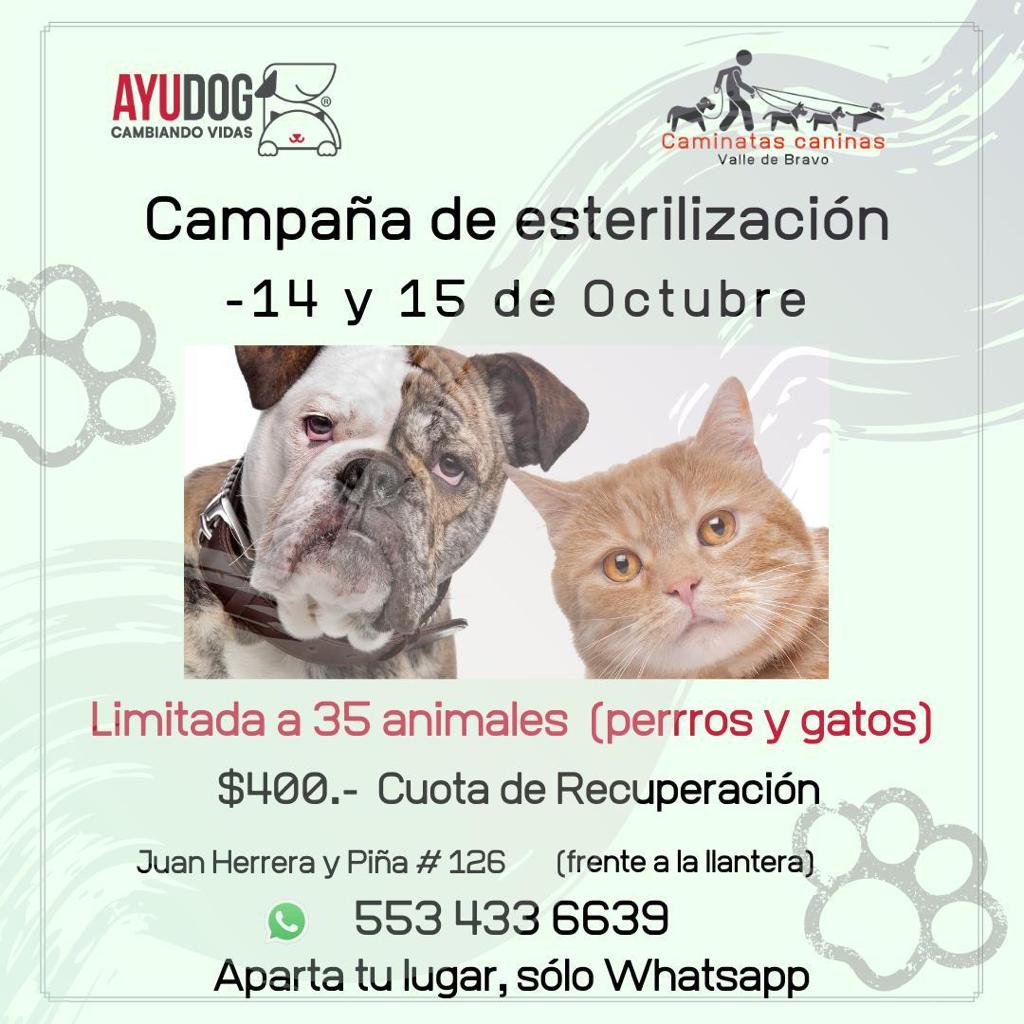 AYUDOG
CAMBIANDO VIDAS
®
Caminatas caninas
Valle de Bravo
Campaña de esterilización
-14 y 15 de Octubre
Limitada a 35 animales (perrros y gatos)
$400.- Cuota de Recuperación
Juan Herrera y Piña # 126 (frente a la llantera)
553 433 6639
Aparta tu lugar, sólo Whatsapp